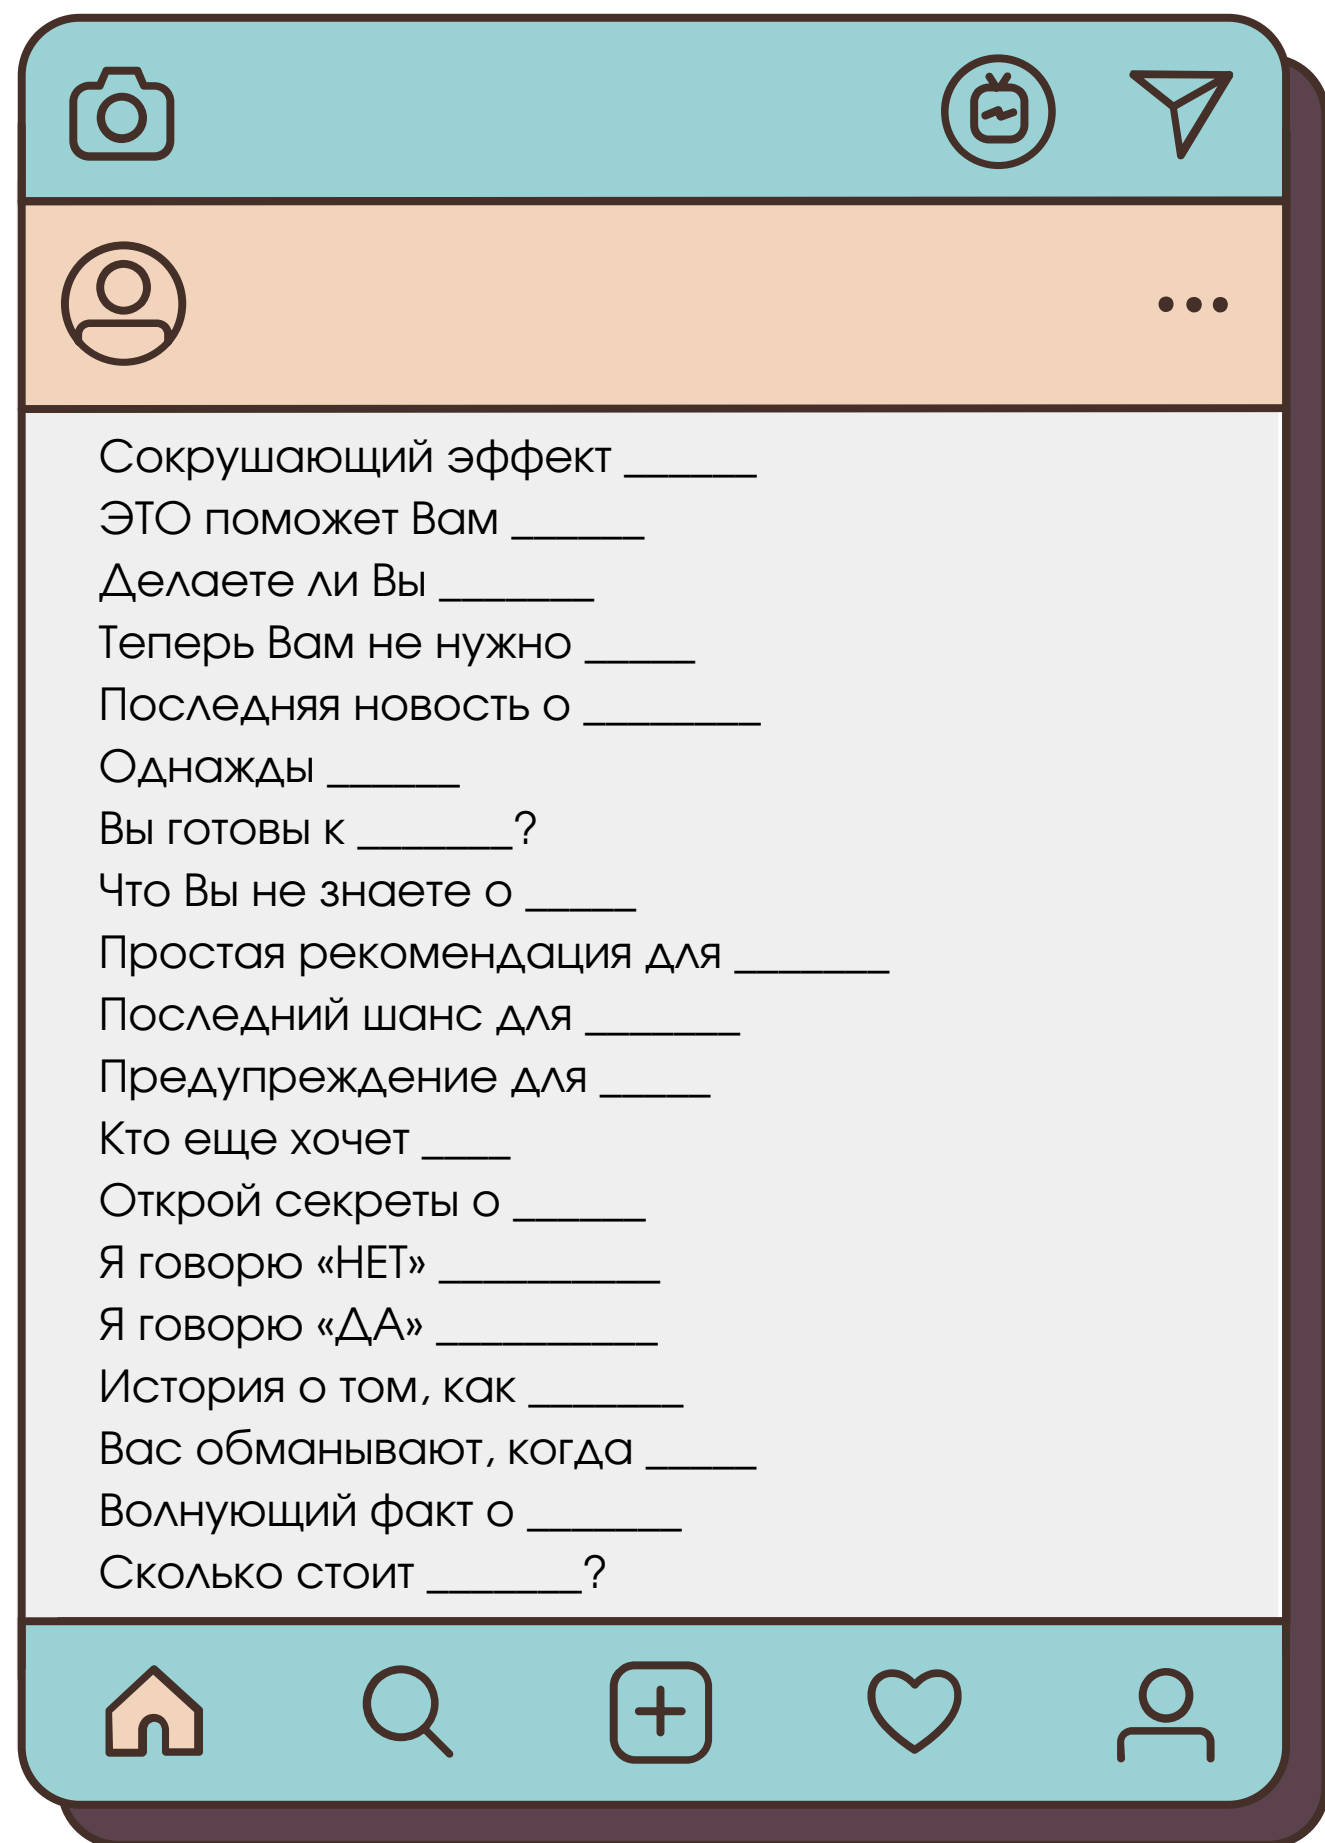 Сокрушающий эффект ______
ЭТО поможет Вам ______
Делаете ли Вы _______
Теперь Вам не нужно _____
Последняя новость о ________
Однажды ______
Вы готовы к _______?
Что Вы не знаете о _____
Простая рекомендация для _______
Последний шанс для _______
Предупреждение для _____
Кто еще хочет ____
Открой секреты о ______
Я говорю «НЕТ» __________
Я говорю «ДА» __________
История о том, как _______
Вас обманывают, когда _____
Волнующий факт о _______
Сколько стоит _______?